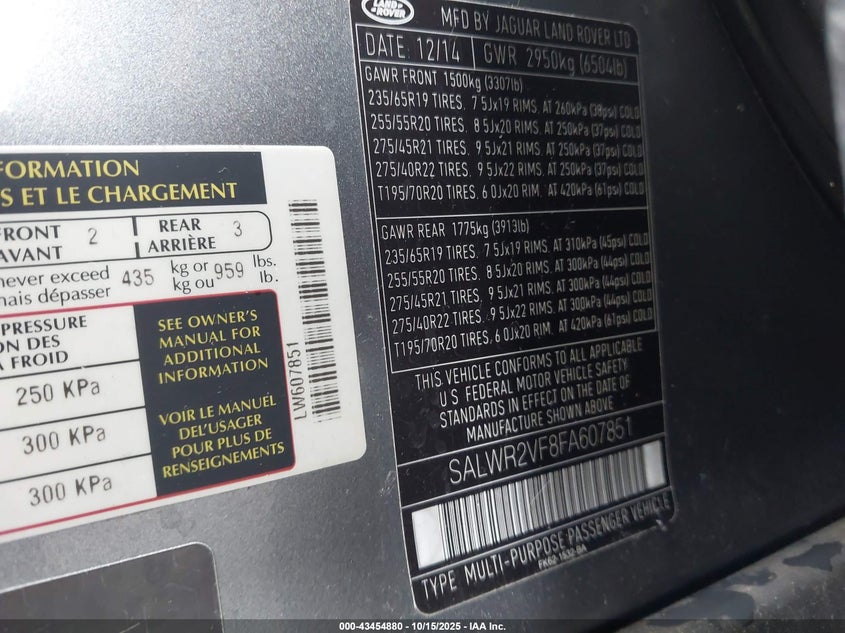 FORMATION
S ET LE CHARGEMENT
FRONT
AVANT 2
REAR
ARRIÈRE 3
never exceed
mais dépasser 435 kg or
kg ou 959 lbs.
lb.
PRESSURE
ON DES
A FROID
250 KPa
300 KPa
300 KPa
SEE OWNER'S
MANUAL FOR
ADDITIONAL
INFORMATION
VOIR LE MANUEL
DEL'USAGER
POUR PLUS DE
RENSEIGNEMENTS
LW607851
LAND
ROVER
MFD BY JAGUAR LAND ROVER LTD
DATE: 12/14 GWR 2950kg (6504lb)
GAWR FRONT 1500kg (3307lb)
235/65R19 TIRES. 7 5Jx19 RIMS. AT 260kPa (38psi) COLD
255/55R20 TIRES. 8 5Jx20 RIMS. AT 250kPa (37psi) COLD
275/45R21 TIRES. 9 5Jx21 RIMS. AT 250kPa (37psi) COLD
275/40R22 TIRES. 9 5Jx22 RIMS. AT 250kPa (37psi) COLD
T195/70R20 TIRES. 6 0Jx20 RIM. AT 420kPa (61psi) COLD
GAWR REAR 1775kg (3913lb)
235/65R19 TIRES. 7 5Jx19 RIMS. AT 310kPa (45psi) COLD
255/55R20 TIRES. 8 5Jx20 RIMS. AT 300kPa (44psi) COLD
275/45R21 TIRES. 9 5Jx21 RIMS. AT 300kPa (44psi) COLD
275/40R22 TIRES. 9 5Jx22 RIMS. AT 300kPa (44psi) COLD
T195/70R20 TIRES. 6 0Jx20 RIM. AT 420kPa (61psi) COLD
THIS VEHICLE CONFORMS TO ALL APPLICABLE
U S FEDERAL MOTOR VEHICLE SAFETY
STANDARDS IN EFFECT ON THE DATE OF
MANUFACTURE SHOWN ABOVE
SALWR2VF8FA607851
TYPE MULTI-PURPOSE PASSENGER VEHICLE
FK62-1532-BA
000-43454880 - 10/15/2025 - IAA Inc.